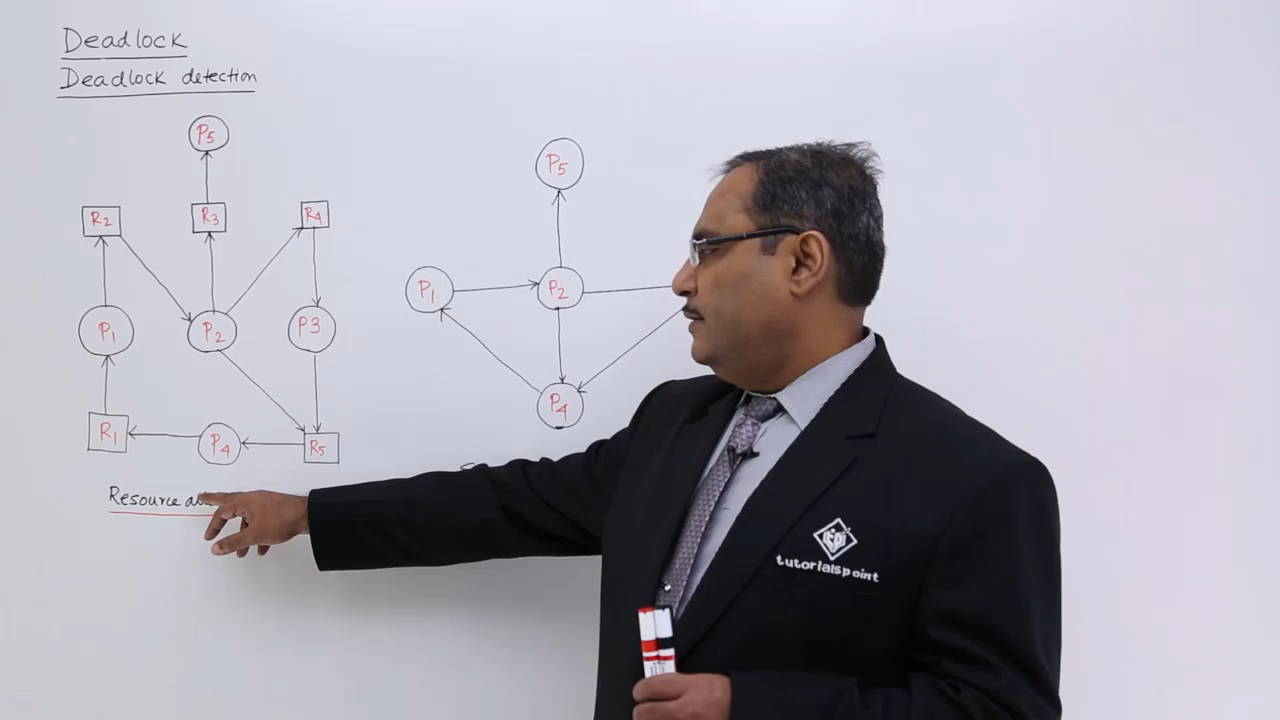 Deadlock
Deadlock detection
P5
R2 R3 R4
P1 P2 P3
R1 P4 R5
Resource
P5
P1 P2
P4
tutorialspoint